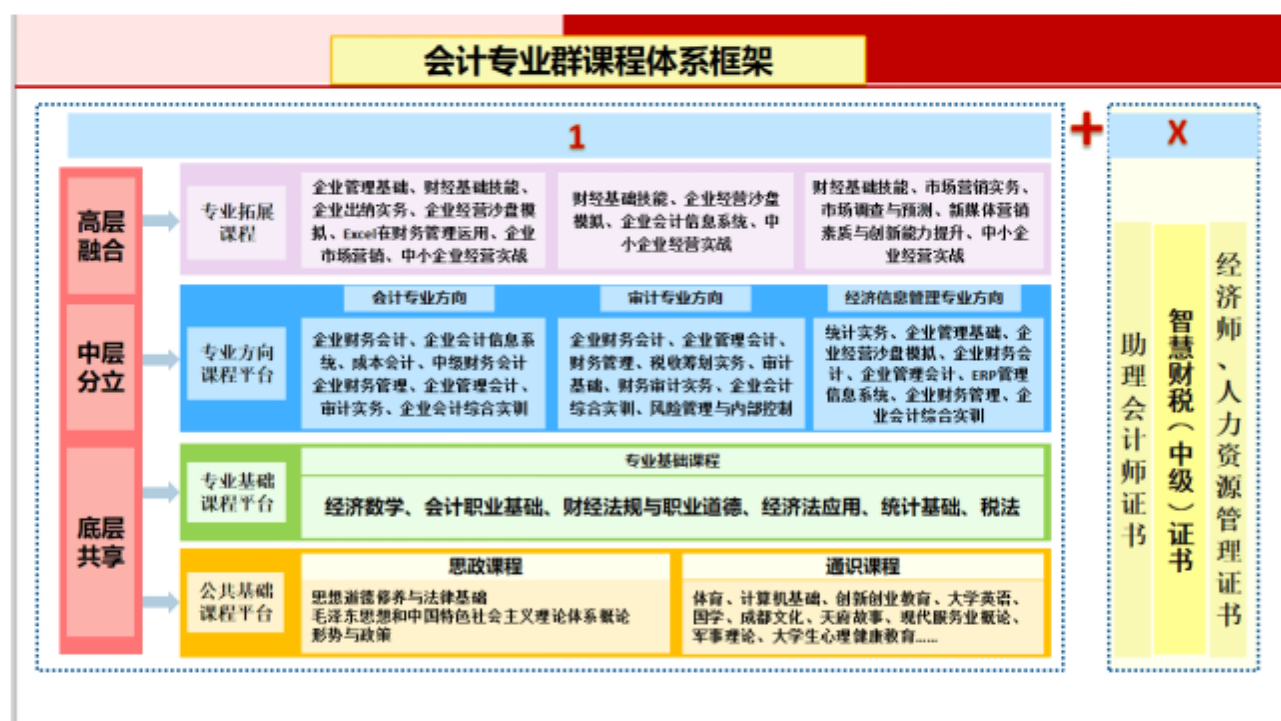 会计专业群课程体系框架
1
+
X
高层
融合
专业拓展
课程
企业管理基础、财经基础技能、
企业出纳实务、企业经营沙盘模
拟、Excel在财务管理运用、企业
市场营销、中小企业经营实战
财经基础技能、企业经营沙盘
模拟、企业会计信息系统、中
小企业经营实战
财经基础技能、市场营销实务、
市场调查与预测、新媒体营销
素质与创新能力提升、中小企
业经营实战
中层
分立
专业方向
课程平台
会计专业方向
企业财务会计、企业会计信息系
统、成本会计、中级财务会计
企业财务管理、企业管理会计、
审计实务、企业会计综合实训
审计专业方向
企业财务会计、企业管理会计、
财务管理、税收筹划实务、审计
基础、财务审计实务、企业会计
综合实训、风险管理与内部控制
经济信息管理专业方向
统计实务、企业管理基础、企
业经营沙盘模拟、企业财务会
计、企业管理会计、ERP管理
信息系统、企业财务管理、企
业会计综合实训
底层
共享
专业基础
课程平台
专业基础课程
经济数学、会计职业基础、财经法规与职业道德、经济法应用、统计基础、税法
公共基础
课程平台
思政课程
思想道德修养与法律基础
毛泽东思想和中国特色社会主义理论体系概论
形势与政策
通识课程
体育、计算机基础、创新创业教育、大学英语、
国学、成都文化、天府故事、现代服务业概论、
军事理论、大学生心理健康教育......
助理会计师证书
智慧财税（中级）证书
经济师、人力资源管理证书